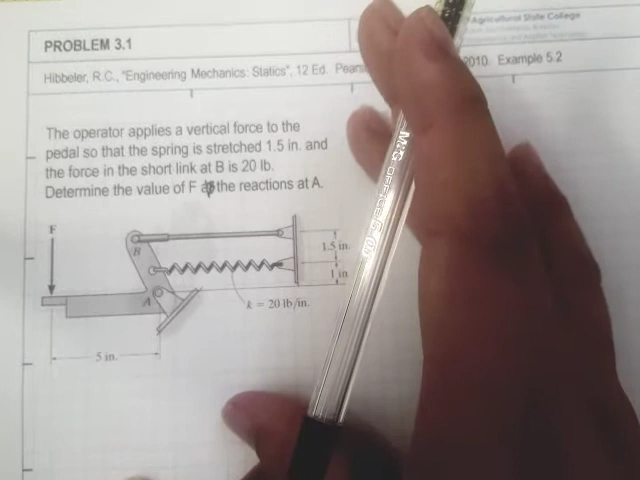 PROBLEM 3.1
Agricultural State College
Hibbeler, R.C., "Engineering Mechanics: Statics", 12 Ed. Pears 2010. Example 5.2
The operator applies a vertical force to the
pedal so that the spring is stretched 1.5 in. and
the force in the short link at B is 20 lb.
Determine the value of F the reactions at A.
F
B
1.5 in.
1 in
A
k = 20 lb/in.
5 in.
M&G OFFICE G